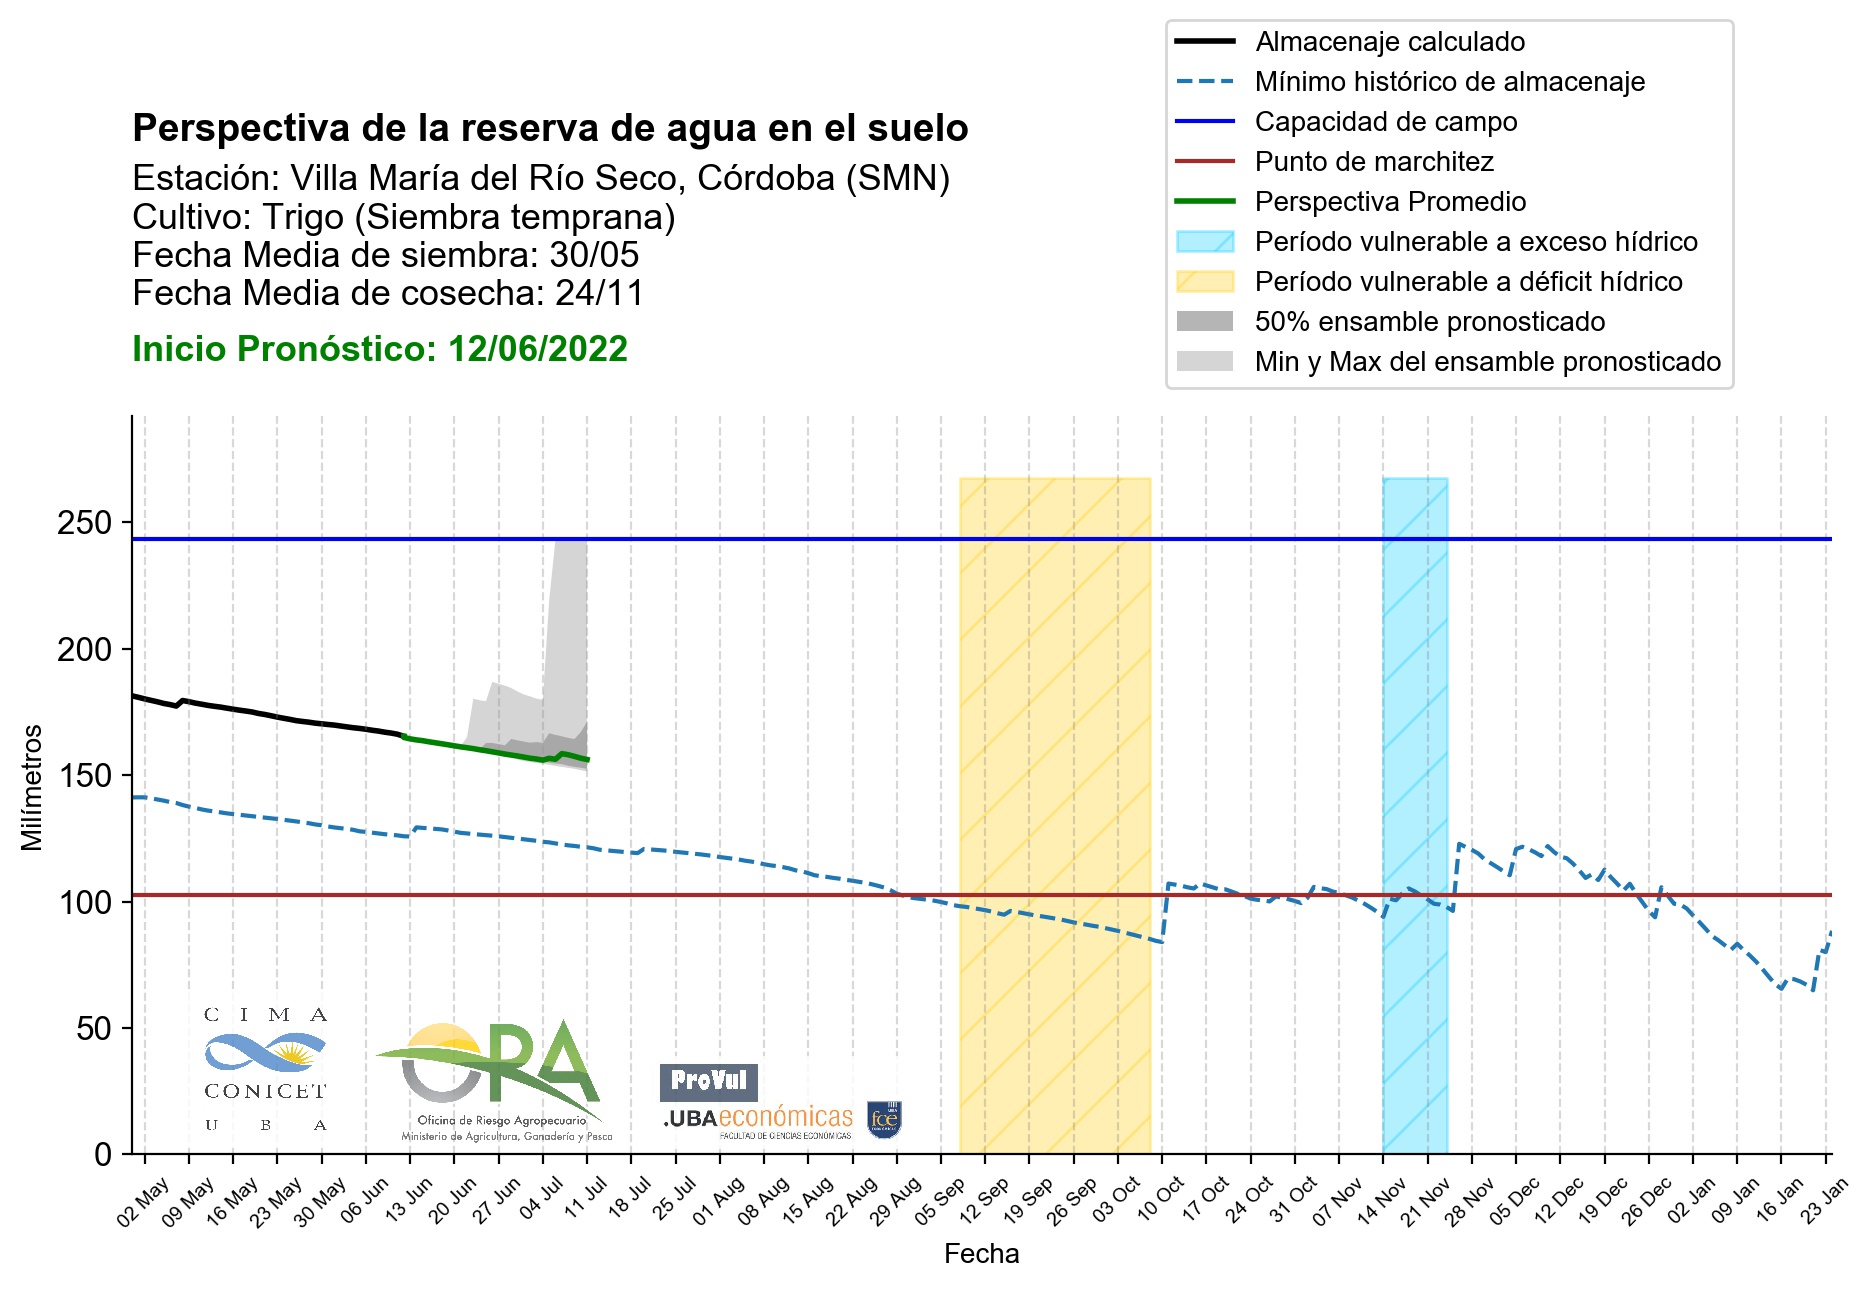 Almacenaje calculado
Mínimo histórico de almacenaje
Capacidad de campo
Punto de marchitez
Perspectiva Promedio
Período vulnerable a exceso hídrico
Período vulnerable a déficit hídrico
50% ensamble pronosticado
Min y Max del ensamble pronosticado
Perspectiva de la reserva de agua en el suelo
Estación: Villa María del Río Seco, Córdoba (SMN)
Cultivo: Trigo (Siembra temprana)
Fecha Media de siembra: 30/05
Fecha Media de cosecha: 24/11
Inicio Pronóstico: 12/06/2022
Milímetros
250
200
150
100
50
0
C I M A
CONICET
U B A
ORA
Oficina de Riesgo Agropecuario
Ministerio de Agricultura, Ganadería y Pesca
ProVul
.UBAeconómicas
FACULTAD DE CIENCIAS ECONÓMICAS
fce
02 May
09 May
16 May
23 May
30 May
06 Jun
13 Jun
20 Jun
27 Jun
04 Jul
11 Jul
18 Jul
25 Jul
01 Aug
08 Aug
15 Aug
22 Aug
29 Aug
05 Sep
12 Sep
19 Sep
26 Sep
03 Oct
10 Oct
17 Oct
24 Oct
31 Oct
07 Nov
14 Nov
21 Nov
28 Nov
05 Dec
12 Dec
19 Dec
26 Dec
02 Jan
09 Jan
16 Jan
23 Jan
Fecha